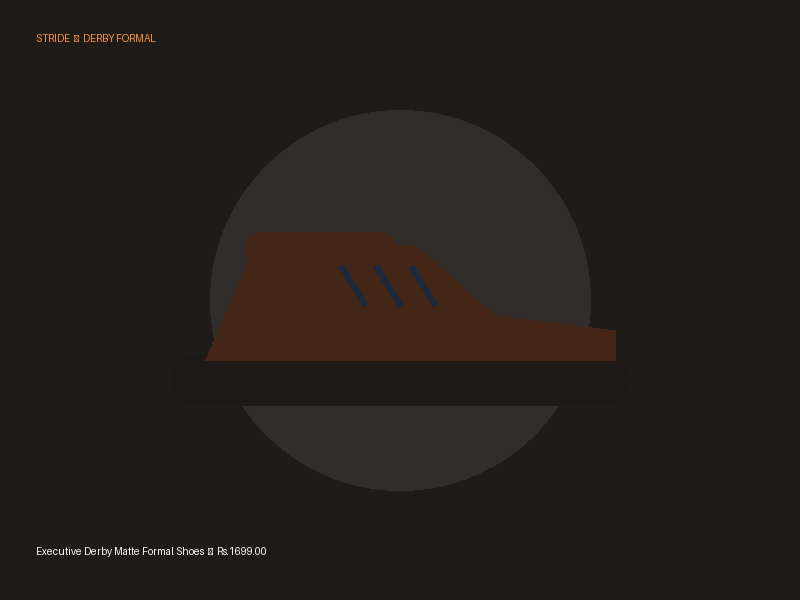 STRIDE ▯ DERBY FORMAL
Executive Derby Matte Formal Shoes ▯ Rs.1699.00